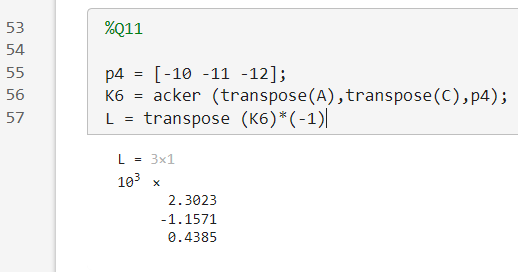 53 %Q11
54
55 p4 = [-10 -11 -12];
56 K6 = acker (transpose(A),transpose(C),p4);
57 L = transpose (K6)*(-1)
L = 3×1
10³ ×
2.3023
-1.1571
0.4385